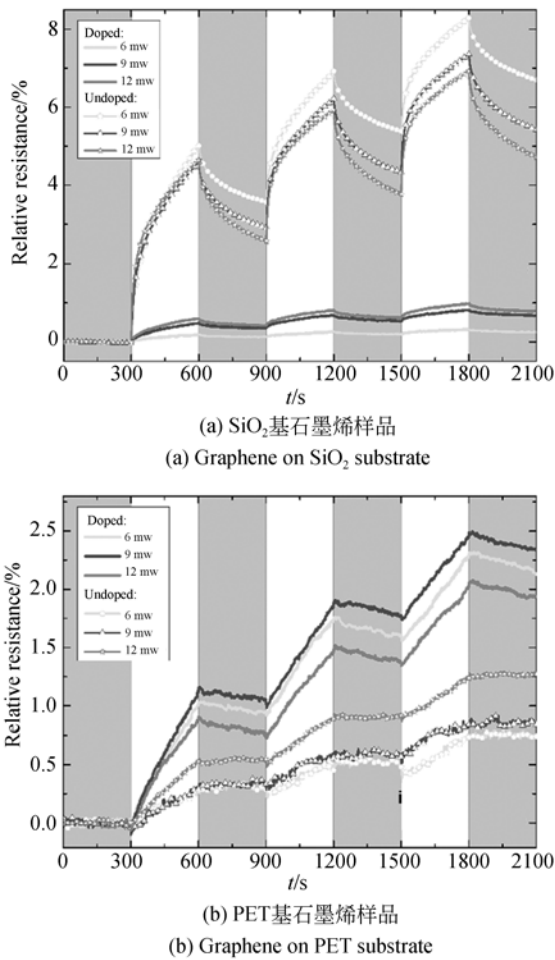 8
6
4
2
0
Relative resistance/%
Doped:
6 mw
9 mw
12 mw
Undoped:
6 mw
9 mw
12 mw
0 300 600 900 1200 1500 1800 2100
t/s
(a) SiO₂基石墨烯样品
(a) Graphene on SiO₂ substrate
2.5
2.0
1.5
1.0
0.5
0.0
Relative resistance/%
Doped:
6 mw
9 mw
12 mw
Undoped:
6 mw
9 mw
12 mw
i
0 300 600 900 1200 1500 1800 2100
t/s
(b) PET基石墨烯样品
(b) Graphene on PET substrate